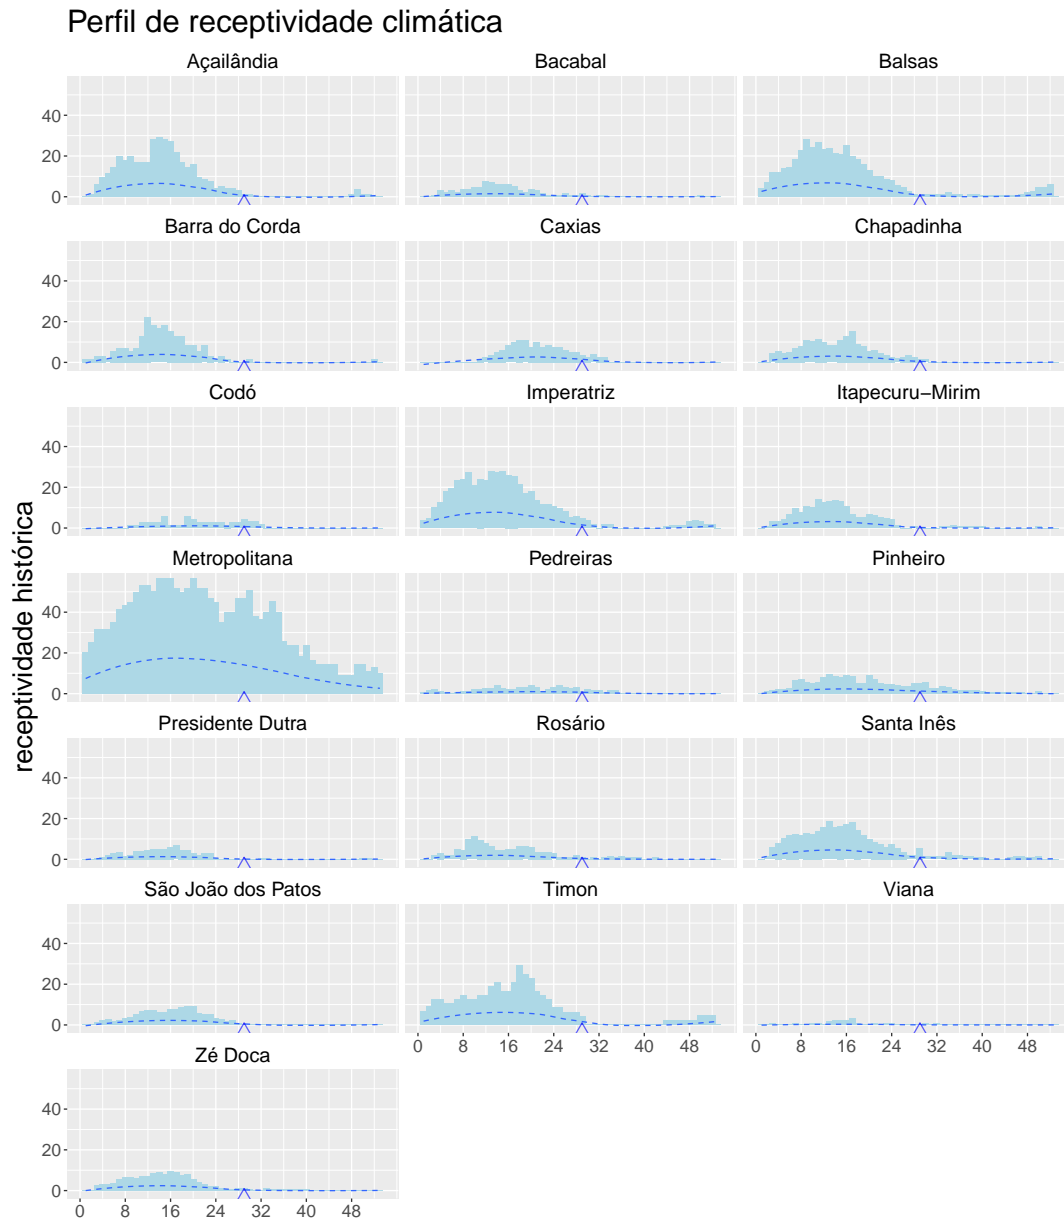 Perfil de receptividade climática
Açailândia Bacabal Balsas
40
20
0
Barra do Corda Caxias Chapadinha
40
20
0
Codó Imperatriz Itapecuru−Mirim
40
20
0
receptividade histórica
Metropolitana Pedreiras Pinheiro
40
20
0
Presidente Dutra Rosário Santa Inês
40
20
0
São João dos Patos Timon Viana
40
20
0
0 8 16 24 32 40 48 0 8 16 24 32 40 48
Zé Doca
40
20
0
0 8 16 24 32 40 48